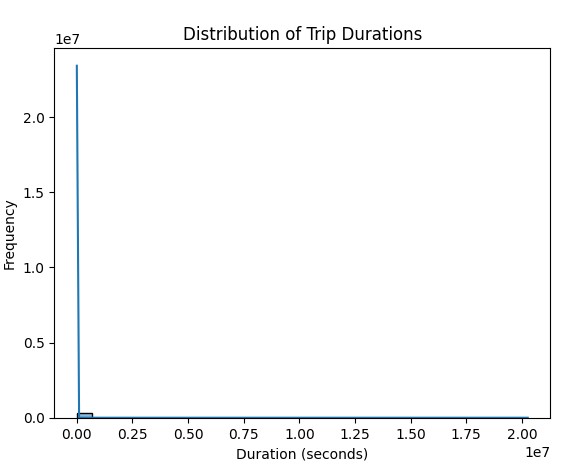 Distribution of Trip Durations
1e7
2.0
1.5
1.0
0.5
0.0
Frequency
0.00 0.25 0.50 0.75 1.00 1.25 1.50 1.75 2.00
1e7
Duration (seconds)